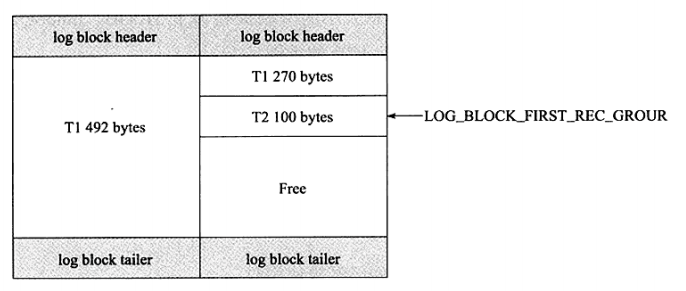 log block header
T1 492 bytes
log block tailer
log block header
T1 270 bytes
T2 100 bytes
LOG_BLOCK_FIRST_REC_GROUR
Free
log block tailer